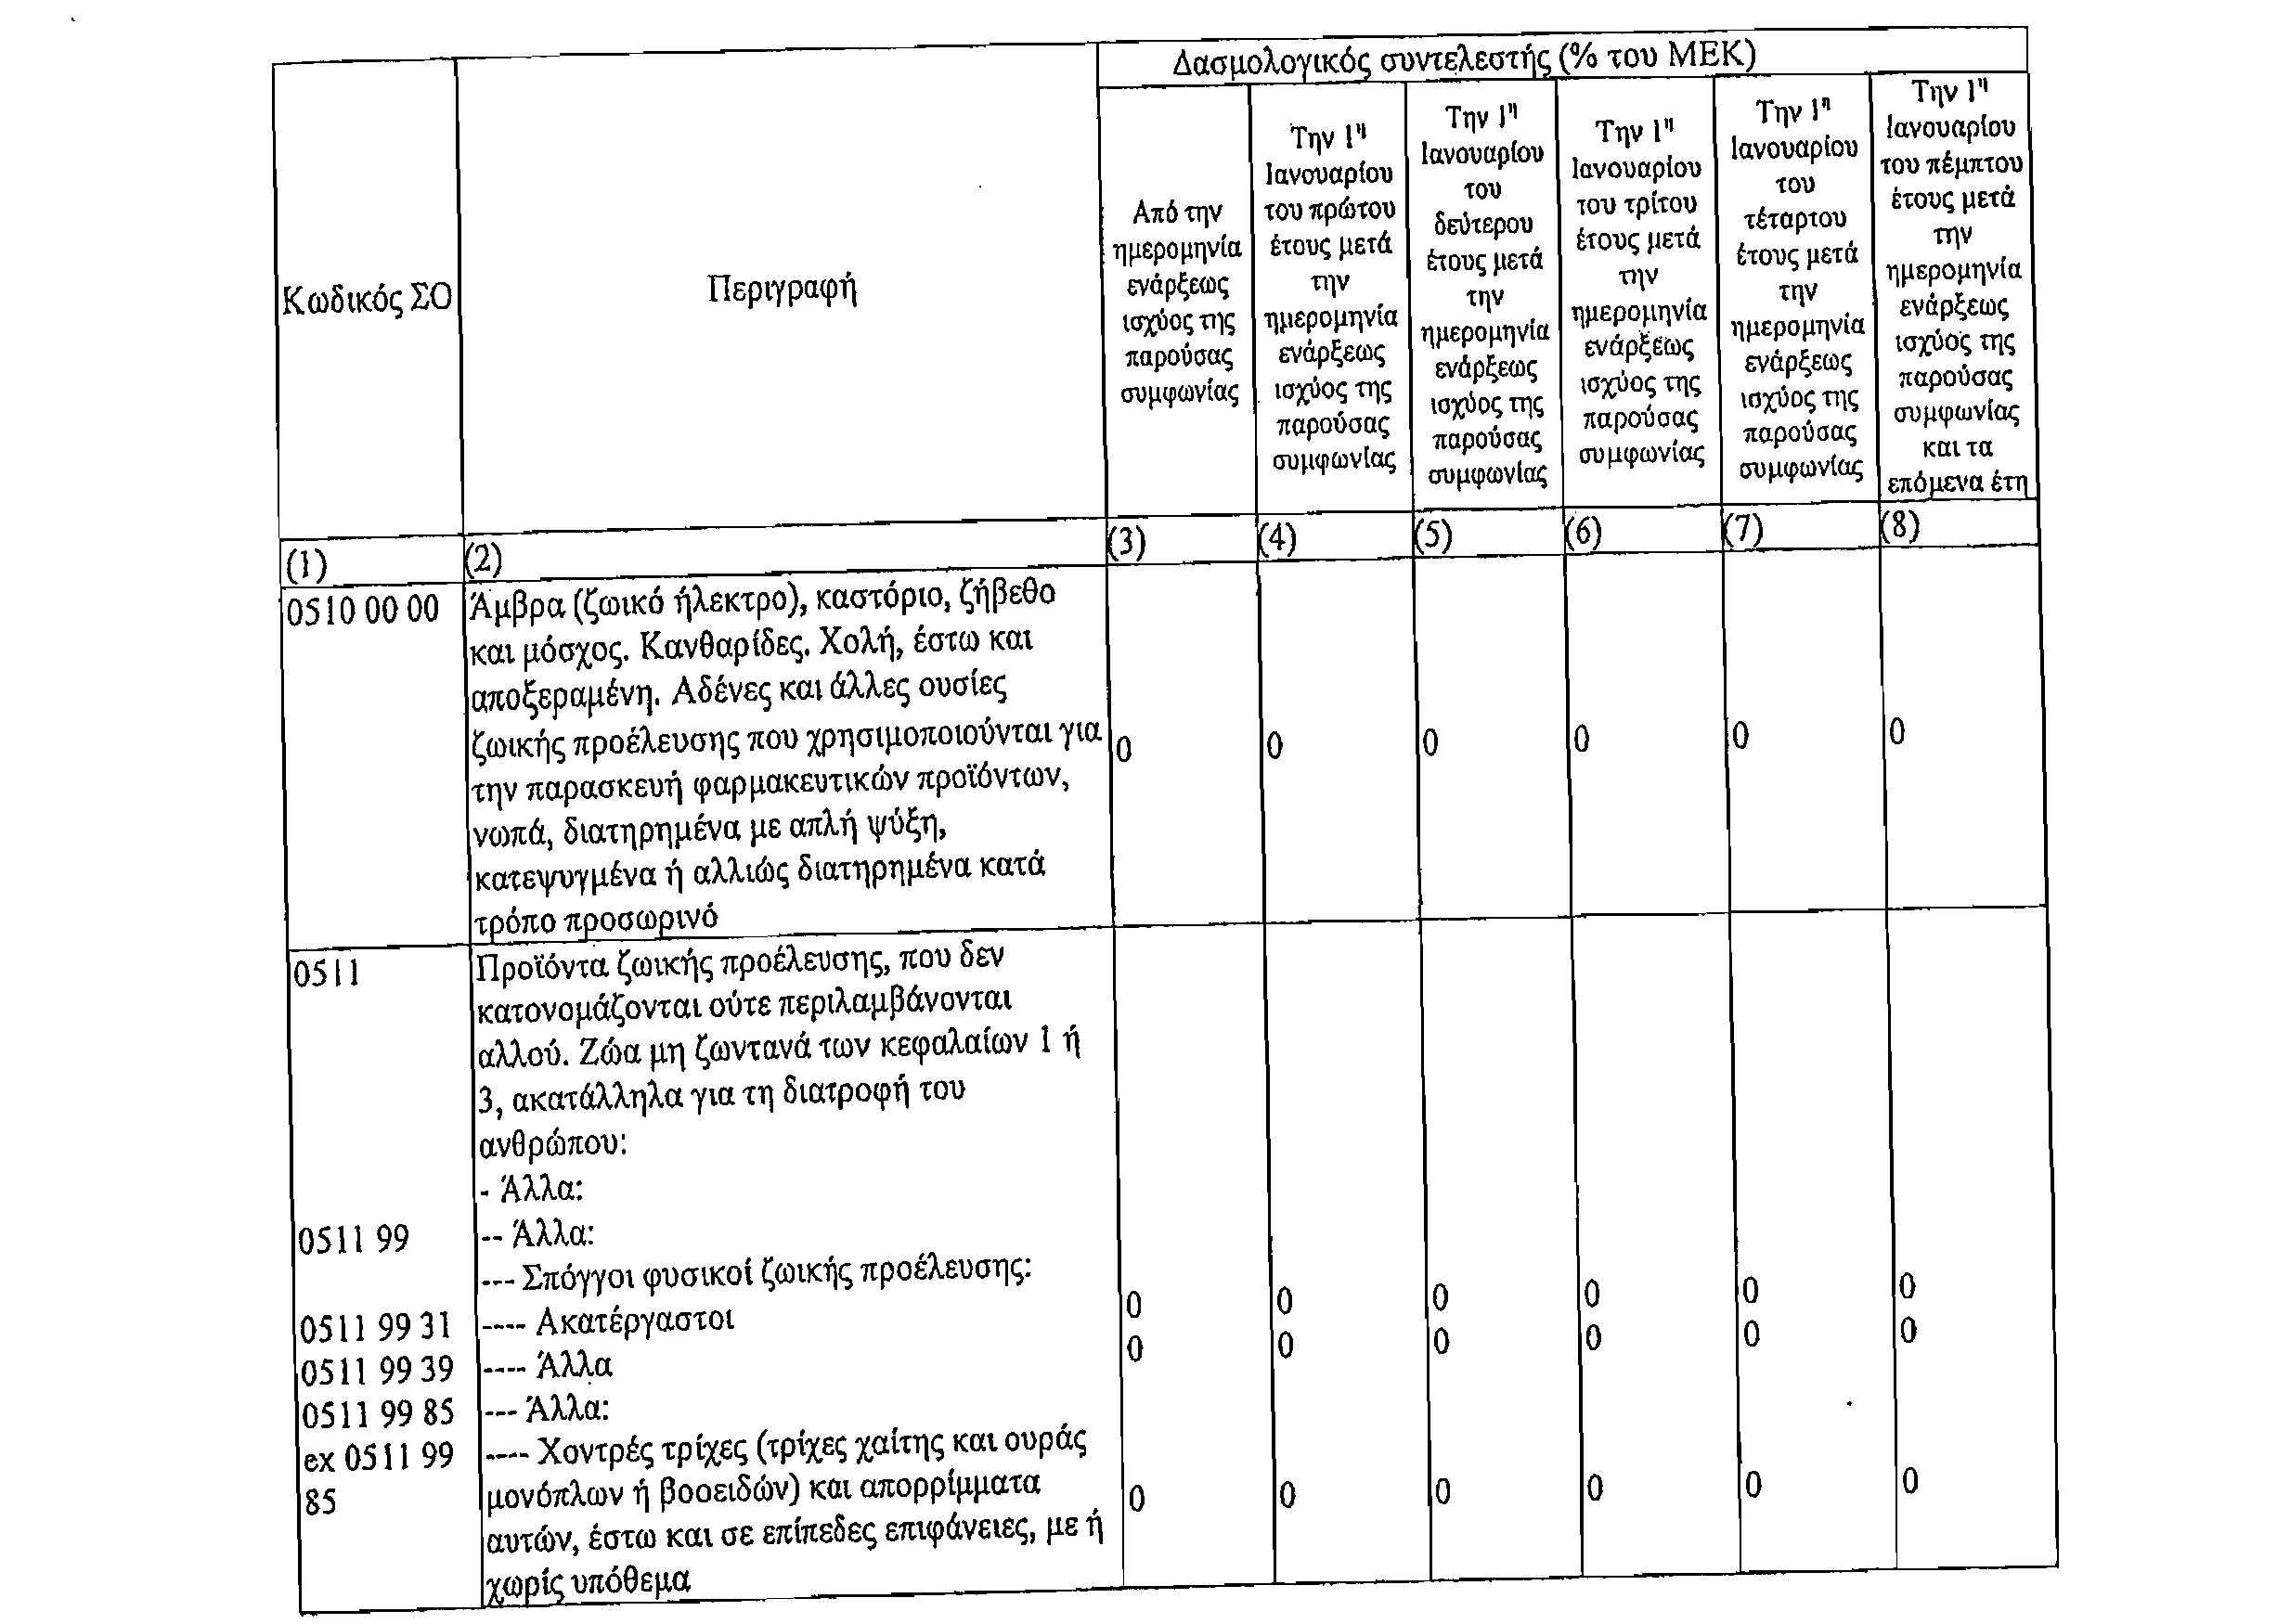 Δασμολογικός συντελεστής (% του ΜΕΚ)
Κωδικός ΣΟ
Περιγραφή
Από την
ημερομηνία
ενάρξεως
ισχύος της
παρούσας
συμφωνίας
Την 1η
Ιανουαρίου
του πρώτου
έτους μετά
την
ημερομηνία
ενάρξεως
ισχύος της
παρούσας
συμφωνίας
Την 1η
Ιανουαρίου
του
δεύτερου
έτους μετά
την
ημερομηνία
ενάρξεως
ισχύος της
παρούσας
συμφωνίας
Την 1η
Ιανουαρίου
του τρίτου
έτους μετά
την
ημερομηνία
ενάρξεως
ισχύος της
παρούσας
συμφωνίας
Την 1η
Ιανουαρίου
του
τέταρτου
έτους μετά
την
ημερομηνία
ενάρξεως
ισχύος της
παρούσας
συμφωνίας
Την 1η
Ιανουαρίου
του πέμπτου
έτους μετά
την
ημερομηνία
ενάρξεως
ισχύος της
παρούσας
συμφωνίας
και τα
επόμενα έτη
(1) (2) (3) (4) (5) (6) (7) (8)
0510 00 00 Άμβρα (ζωικό ήλεκτρο), καστόριο, ζήβεθο
και μόσχος. Κανθαρίδες. Χολή, έστω και
αποξεραμένη. Αδένες και άλλες ουσίες
ζωικής προέλευσης που χρησιμοποιούνται για 0 0 0 0 0 0
την παρασκευή φαρμακευτικών προϊόντων,
νωπά, διατηρημένα με απλή ψύξη,
κατεψυγμένα ή αλλιώς διατηρημένα κατά
τρόπο προσωρινό
0511 Προϊόντα ζωικής προέλευσης, που δεν
κατονομάζονται ούτε περιλαμβάνονται
αλλού. Ζώα μη ζωντανά των κεφαλαίων 1 ή
3, ακατάλληλα για τη διατροφή του
ανθρώπου:
- Άλλα:
0511 99 -- Άλλα:
--- Σπόγγοι φυσικοί ζωικής προέλευσης:
0511 99 31 ---- Ακατέργαστοι 0 0 0 0 0 0
0511 99 39 ---- Άλλα 0 0 0 0 0 0
0511 99 85 --- Άλλα:
ex 0511 99 ---- Χοντρές τρίχες (τρίχες χαίτης και ουράς
85 μονόπλων ή βοοειδών) και απορρίμματα 0 0 0 0 0 0
αυτών, έστω και σε επίπεδες επιφάνειες, με ή
χωρίς υπόθεμα